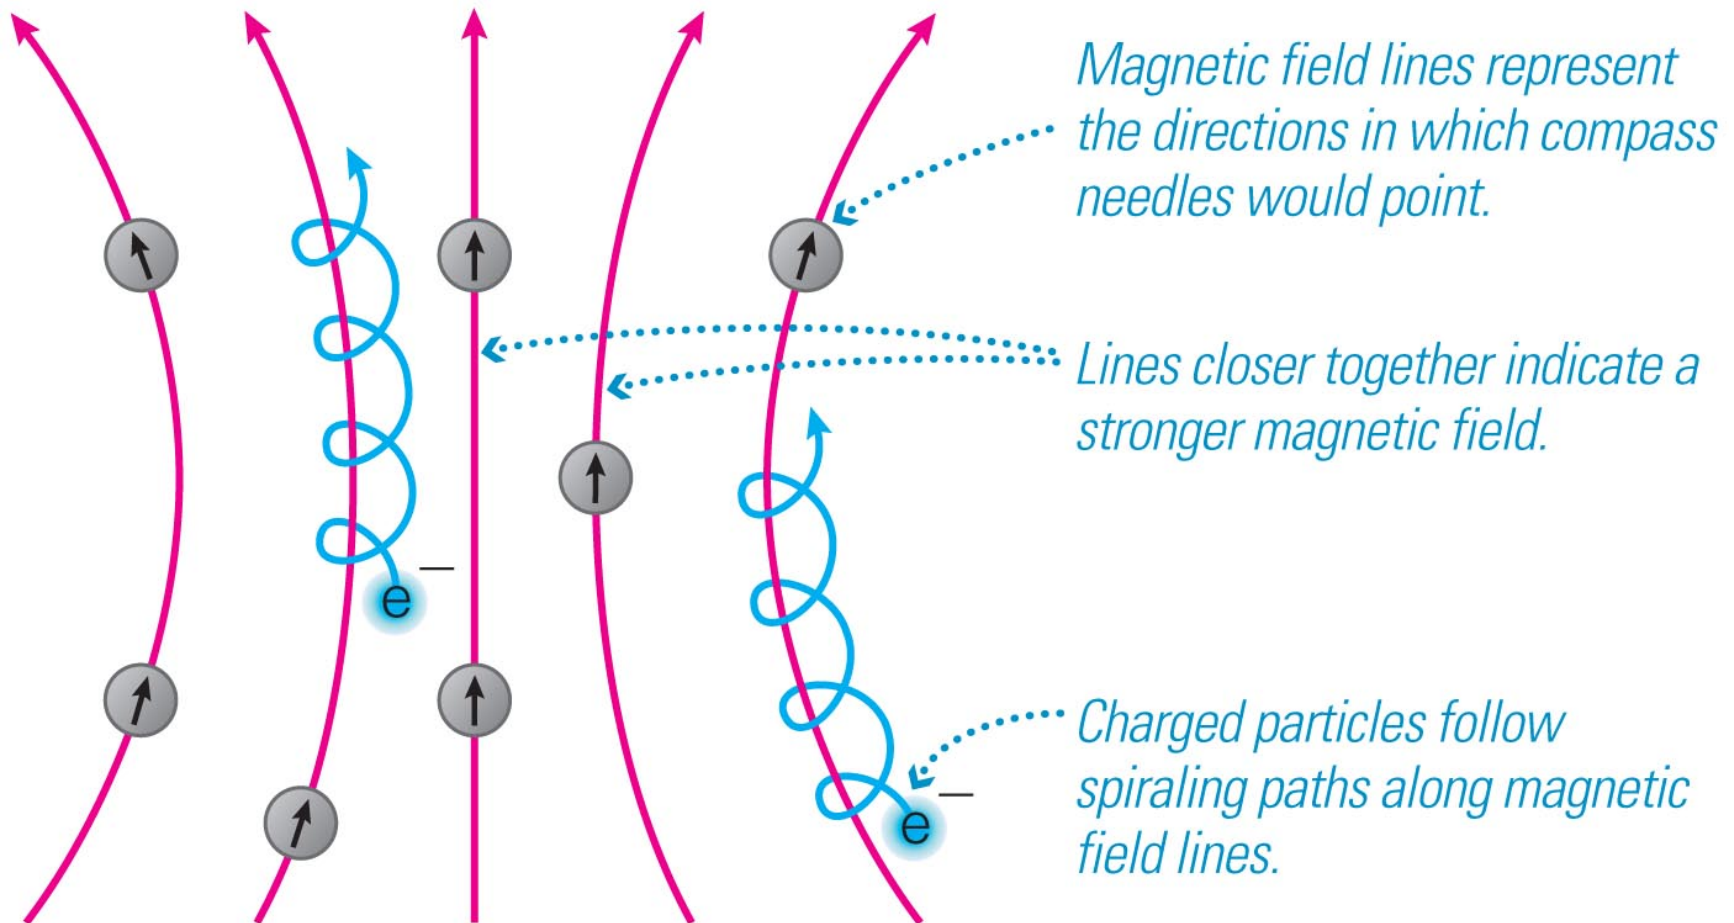 Magnetic field lines represent
the directions in which compass
needles would point.
Lines closer together indicate a
stronger magnetic field.
e–
Charged particles follow
spiraling paths along magnetic
field lines.
e–